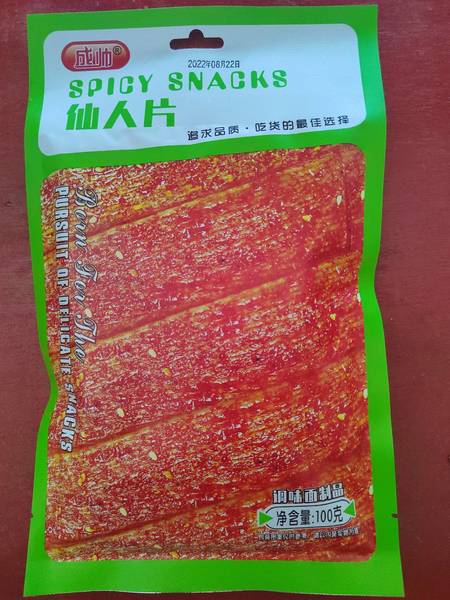 威帅®
2022年08月22日
SPICY SNACKS
仙人片
追求品质·吃货的最佳选择
Born For The
PURSUIT OF DELICATE SNACKS
调味面制品
净含量:100克